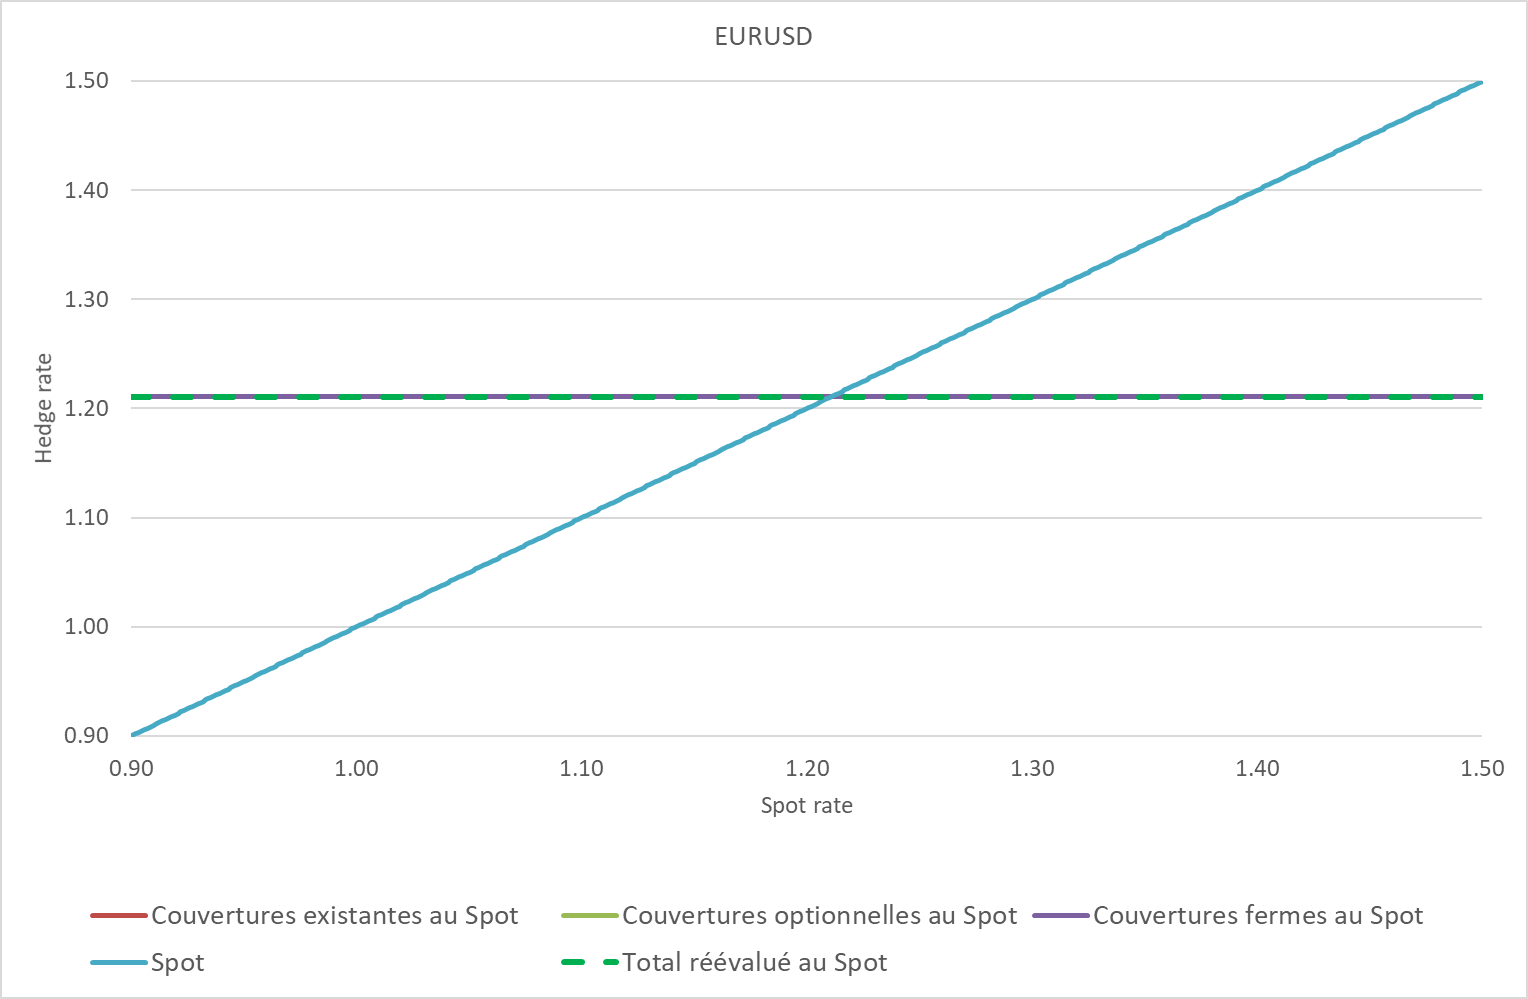 EURUSD
1.50
1.40
1.30
1.20
1.10
1.00
0.90
Hedge rate
0.90 1.00 1.10 1.20 1.30 1.40 1.50
Spot rate
Couvertures existantes au Spot Couvertures optionnelles au Spot Couvertures fermes au Spot
Spot Total réévalué au Spot